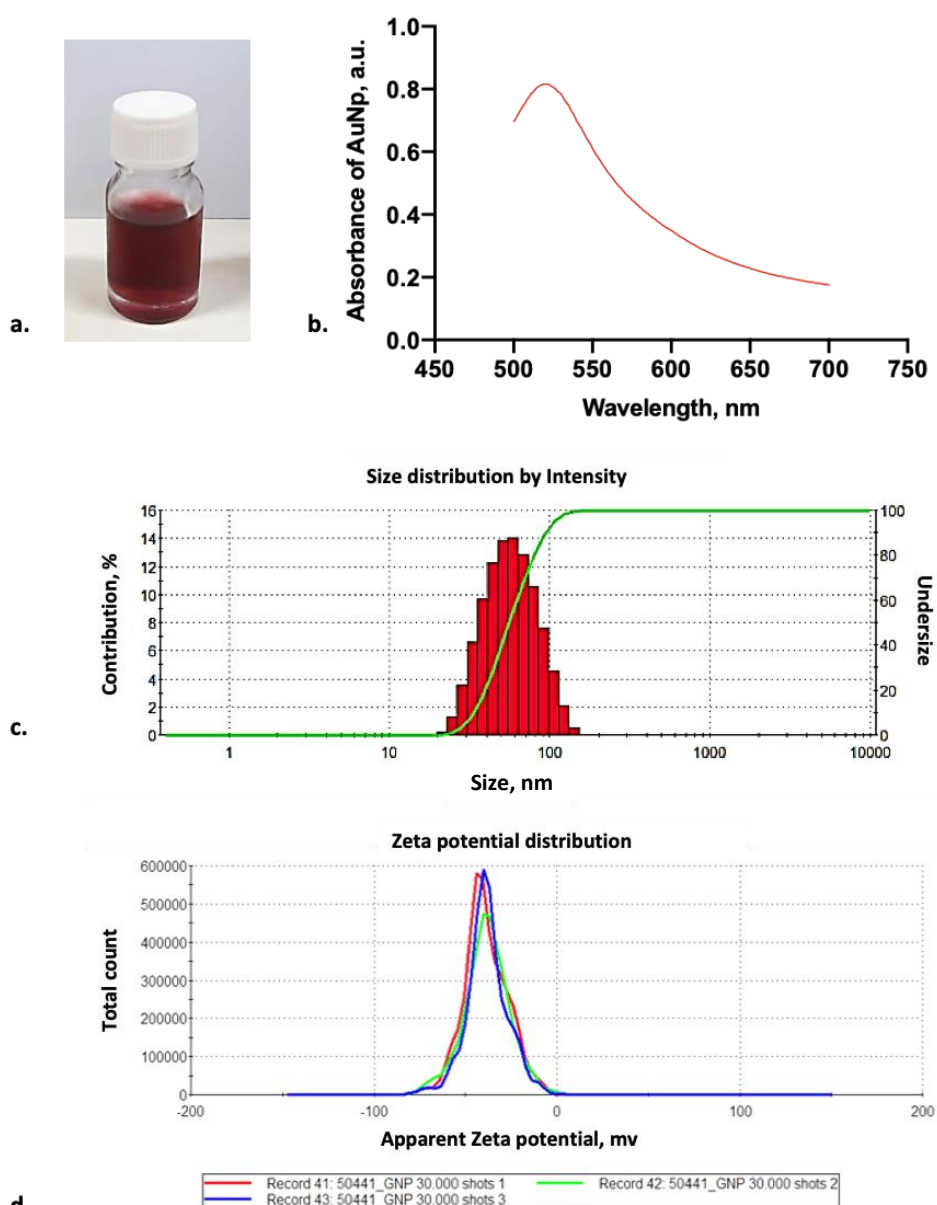 a.
b.
Absorbance of AuNp, a.u.
1.0
0.8
0.6
0.4
0.2
0.0
450 500 550 600 650 700 750
Wavelength, nm
c.
Size distribution by Intensity
Contribution, %
16
14
12
10
8
6
4
2
0
100
80
60
40
20
0
Undersize
1 10 100 1000 10000
Size, nm
Zeta potential distribution
Total count
600000
500000
400000
300000
200000
100000
0
-200 -100 0 100 200
Apparent Zeta potential, mv
d.
Record 41: 50441_GNP 30.000 shots 1 Record 42: 50441_GNP 30.000 shots 2
Record 43: 50441_GNP 30.000 shots 3